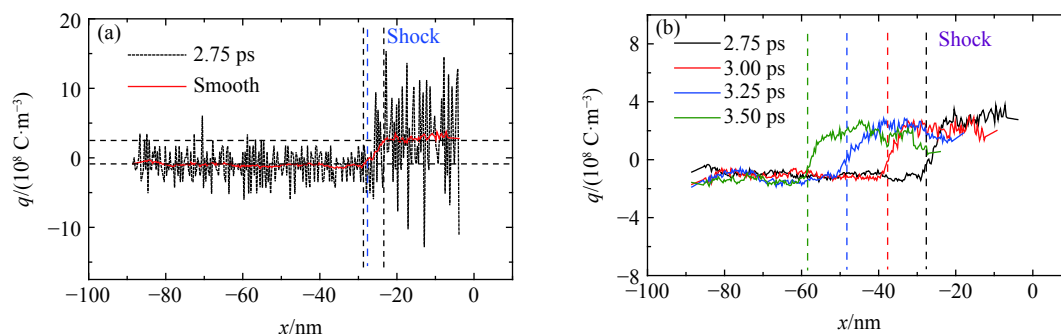 (a)
Shock
2.75 ps
Smooth
20
10
0
−10
q/(10⁸ C·m⁻³)
−100 −80 −60 −40 −20 0
x/nm
(b)
Shock
2.75 ps
3.00 ps
3.25 ps
3.50 ps
8
4
0
−4
−8
q/(10⁸ C·m⁻³)
−100 −80 −60 −40 −20 0
x/nm